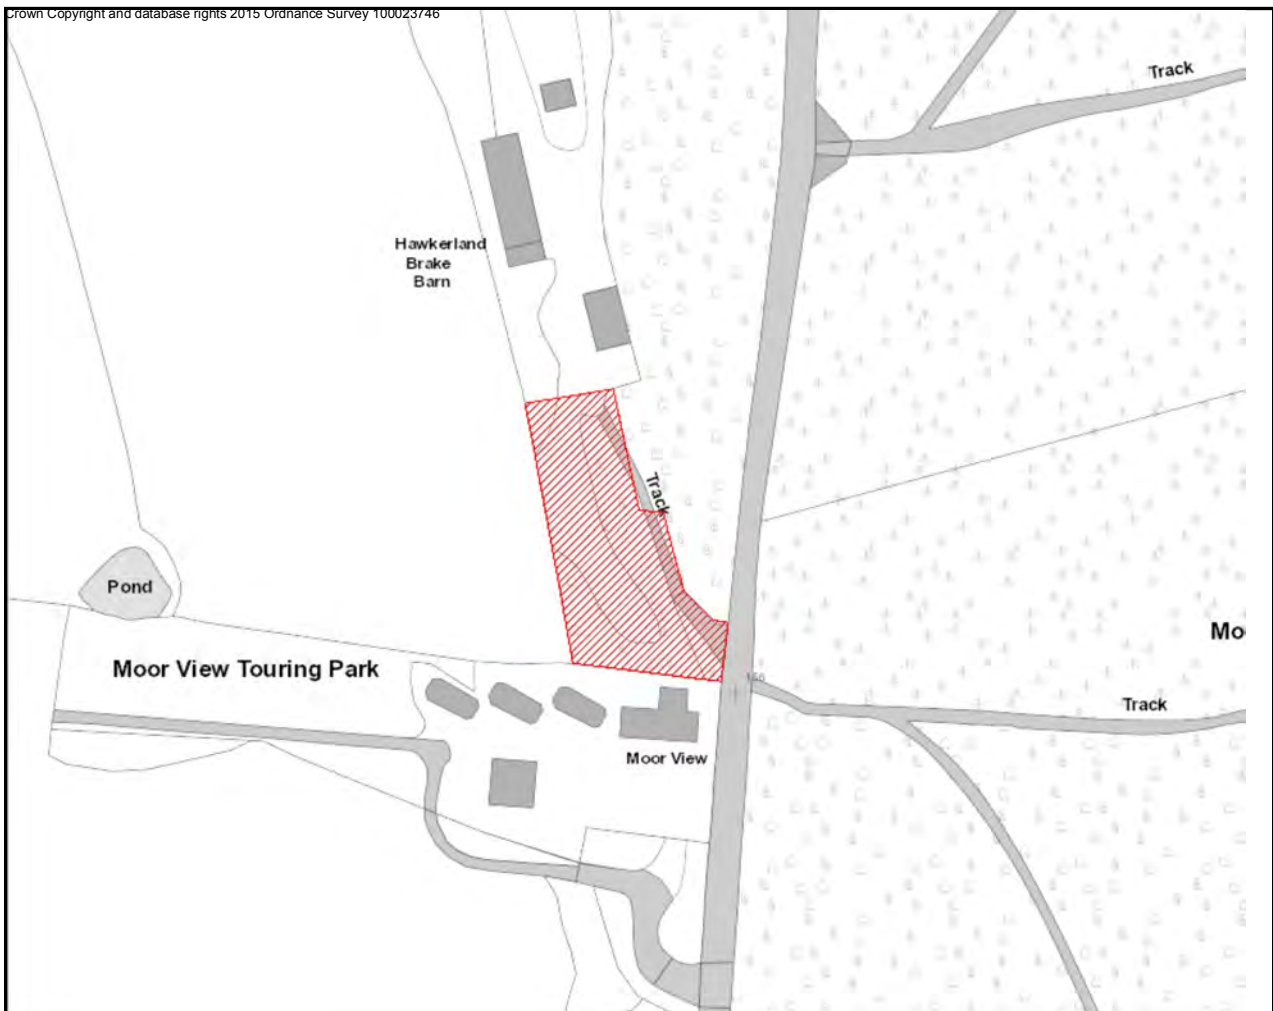 Crown Copyright and database rights 2015 Ordnance Survey 100023746
Track
Hawkerland
Brake
Barn
Track
Pond
Mo
Moor View Touring Park
Track
Moor View